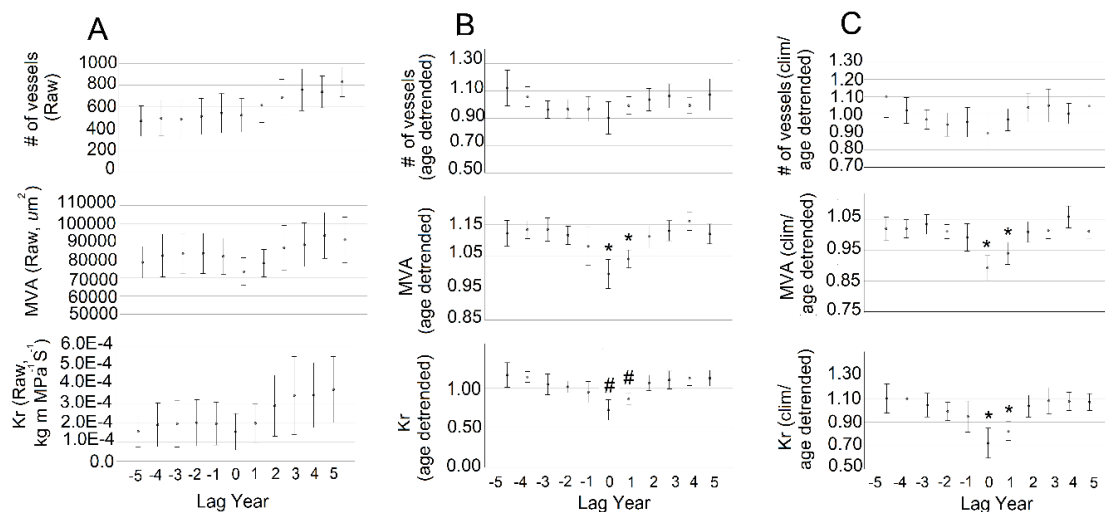 A
# of vessels
(Raw)
1000
800
600
400
200
0
MVA (Raw, um²)
110000
100000
90000
80000
70000
60000
50000
Kr (Raw,
kg m MPa⁻¹S⁻¹)
6.0E-4
5.0E-4
4.0E-4
3.0E-4
2.0E-4
1.0E-4
0.0
-5 -4 -3 -2 -1 0 1 2 3 4 5
Lag Year
B
# of vessels
(age detrended)
1.30
1.10
0.90
0.70
0.50
MVA
(age detrended)
1.15
1.05
0.95
0.85
* *
Kr
(age detrended)
1.00
0.50
0.00
# #
-5 -4 -3 -2 -1 0 1 2 3 4 5
Lag Year
C
# of vessels (clim/
age detrended)
1.30
1.20
1.10
1.00
0.90
0.80
0.70
MVA (clim/
age detrended)
1.05
0.95
0.85
0.75
* *
Kr (clim/
age detrended)
1.30
1.10
0.90
0.70
0.50
* *
-5 -4 -3 -2 -1 0 1 2 3 4 5
Lag Year